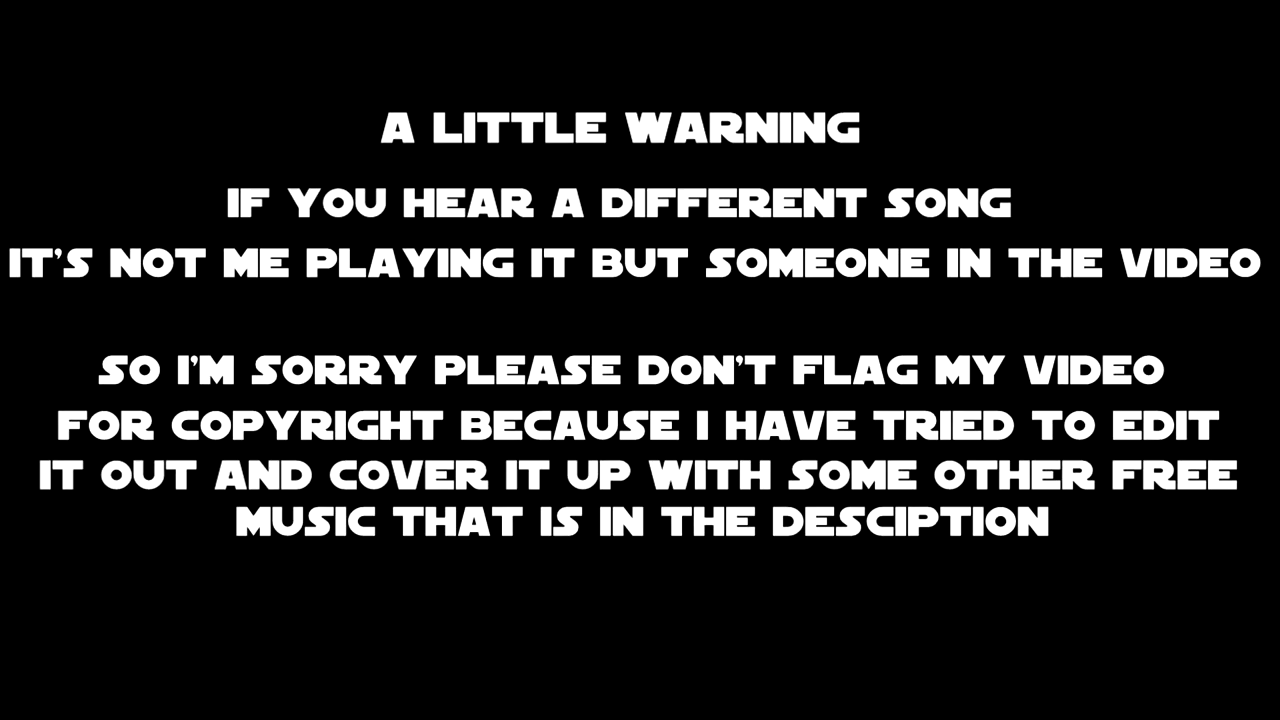 A LITTLE WARNING
IF YOU HEAR A DIFFERENT SONG
IT'S NOT ME PLAYING IT BUT SOMEONE IN THE VIDEO
SO I'M SORRY PLEASE DON'T FLAG MY VIDEO
FOR COPYRIGHT BECAUSE I HAVE TRIED TO EDIT
IT OUT AND COVER IT UP WITH SOME OTHER FREE
MUSIC THAT IS IN THE DESCIPTION